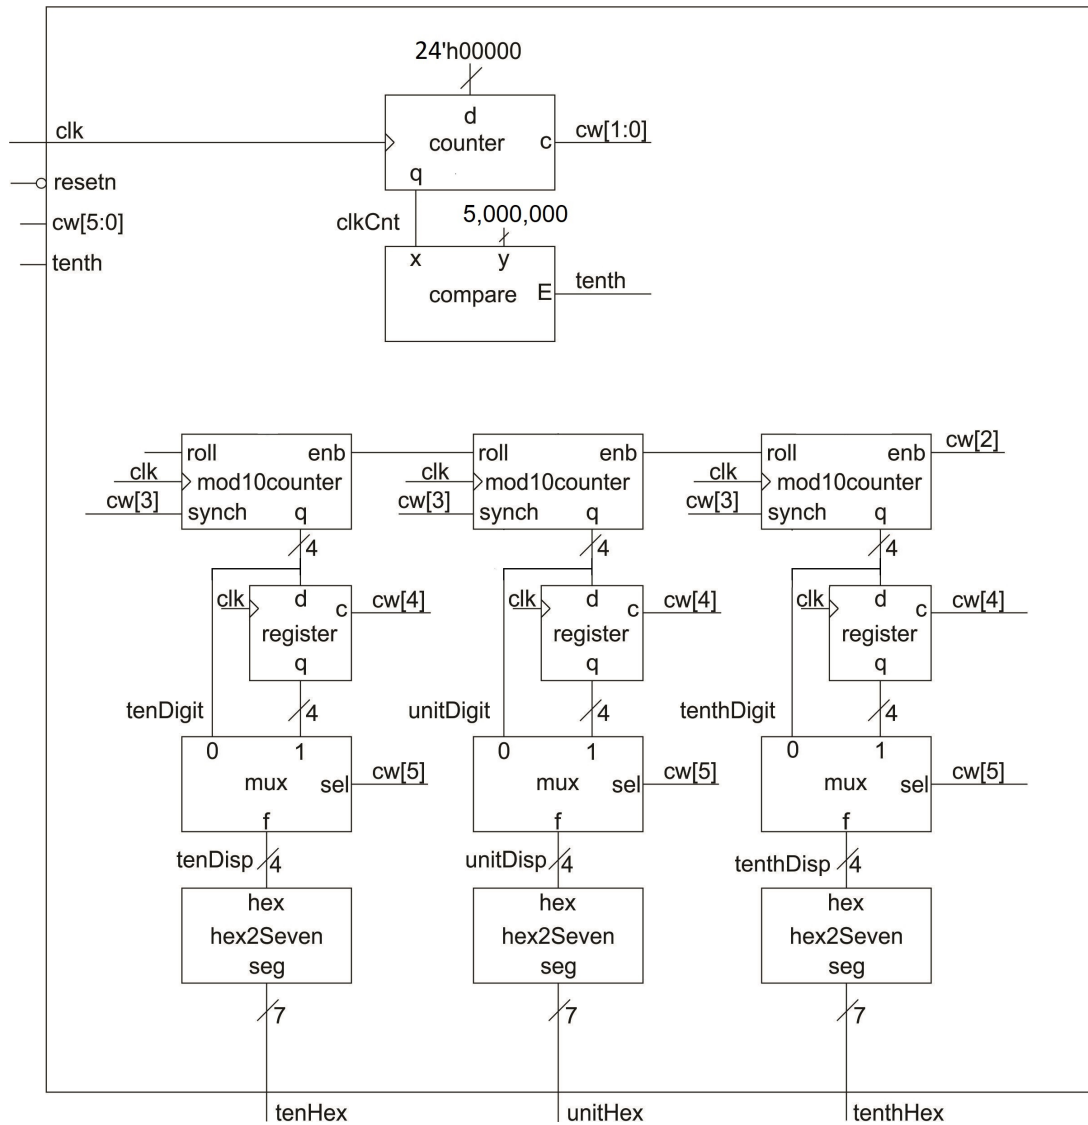 24'h00000
clk
d
counter
c
cw[1:0]
q
resetn
cw[5:0]
clkCnt
5,000,000
tenth
x
y
compare
E
tenth
roll enb roll enb roll enb cw[2]
clk mod10counter clk mod10counter clk mod10counter
cw[3] synch q cw[3] synch q cw[3] synch q
4 4 4
clk d c cw[4] clk d c cw[4] clk d c cw[4]
register register register
q q q
tenDigit 4 unitDigit 4 tenthDigit 4
0 1 0 1 0 1
mux sel cw[5] mux sel cw[5] mux sel cw[5]
f f f
tenDisp 4 unitDisp 4 tenthDisp 4
hex hex hex
hex2Seven hex2Seven hex2Seven
seg seg seg
7 7 7
tenHex unitHex tenthHex